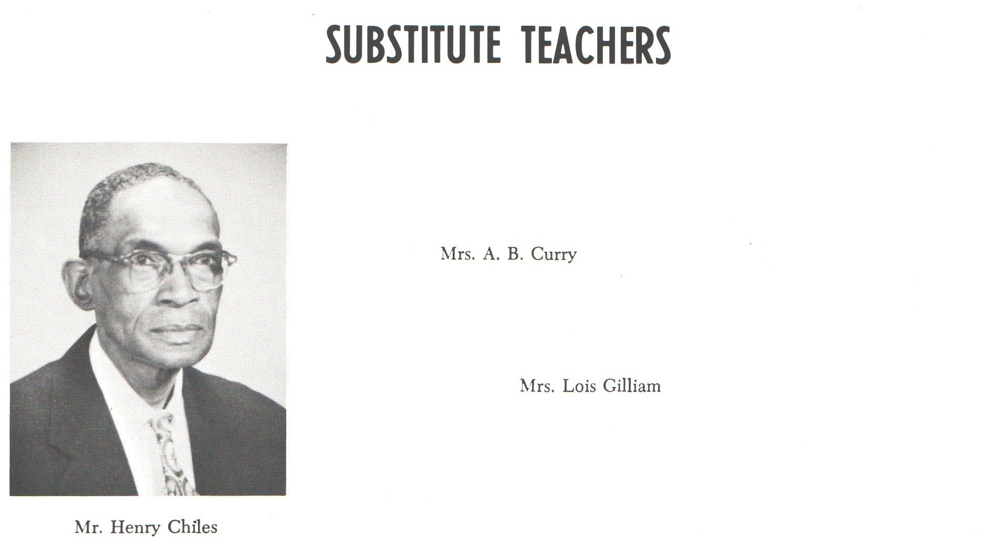 SUBSTITUTE TEACHERS
Mrs. A. B. Curry
Mrs. Lois Gilliam
Mr. Henry Chiles